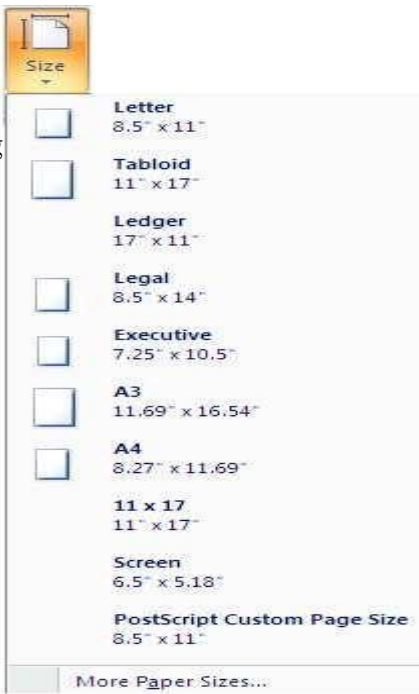 Size
Letter
8.5" x 11"
Tabloid
11" x 17"
Ledger
17" x 11"
Legal
8.5" x 14"
Executive
7.25" x 10.5"
A3
11.69" x 16.54"
A4
8.27" x 11.69"
11 x 17
11" x 17"
Screen
6.5" x 5.18"
PostScript Custom Page Size
8.5" x 11"
More Paper Sizes...